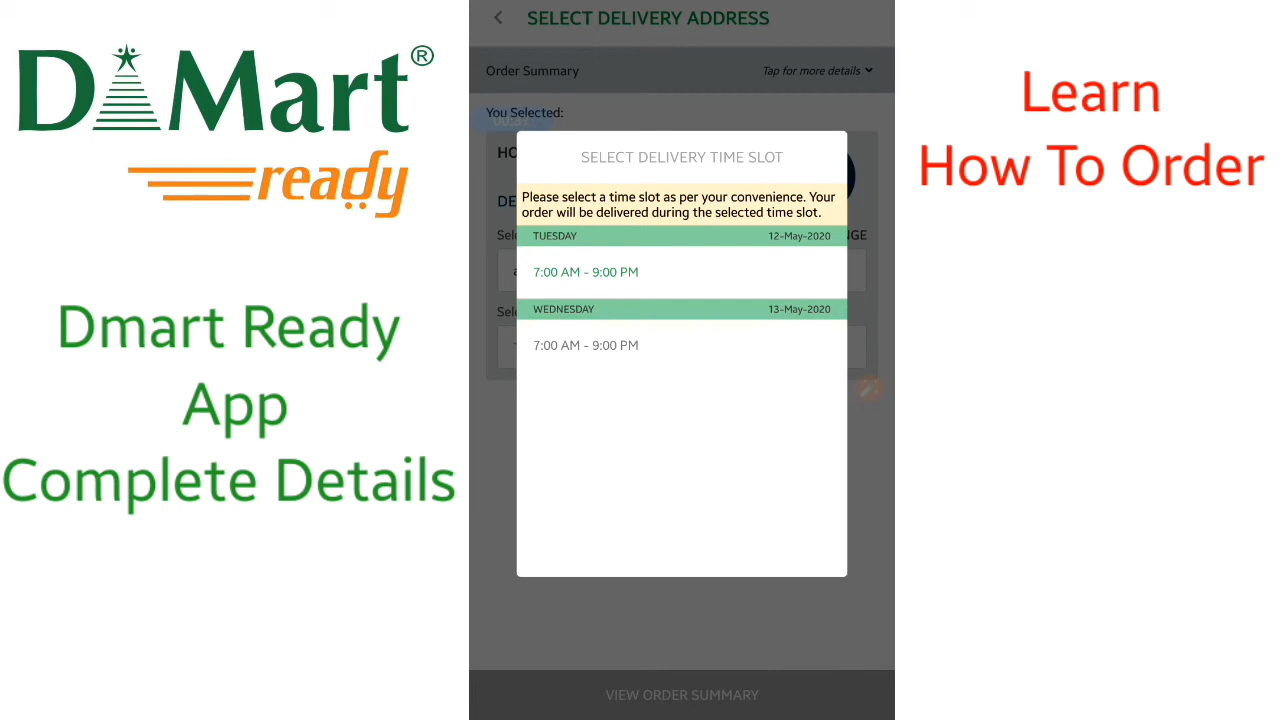 D Mart®
ready
Dmart Ready
App
Complete Details
SELECT DELIVERY ADDRESS
Order Summary
Tap for more details
You Selected:
SELECT DELIVERY TIME SLOT
Please select a time slot as per your convenience. Your
order will be delivered during the selected time slot.
TUESDAY 12-May-2020
7:00 AM - 9:00 PM
WEDNESDAY 13-May-2020
7:00 AM - 9:00 PM
VIEW ORDER SUMMARY
Learn
How To Order